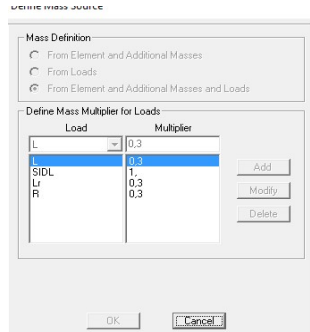 Define Mass Source
Mass Definition
From Element and Additional Masses
From Loads
From Element and Additional Masses and Loads
Define Mass Multiplier for Loads
Load Multiplier
L 0,3
L 0,3
SIDL 1,
Lr 0,3
R 0,3
Add
Modify
Delete
OK Cancel